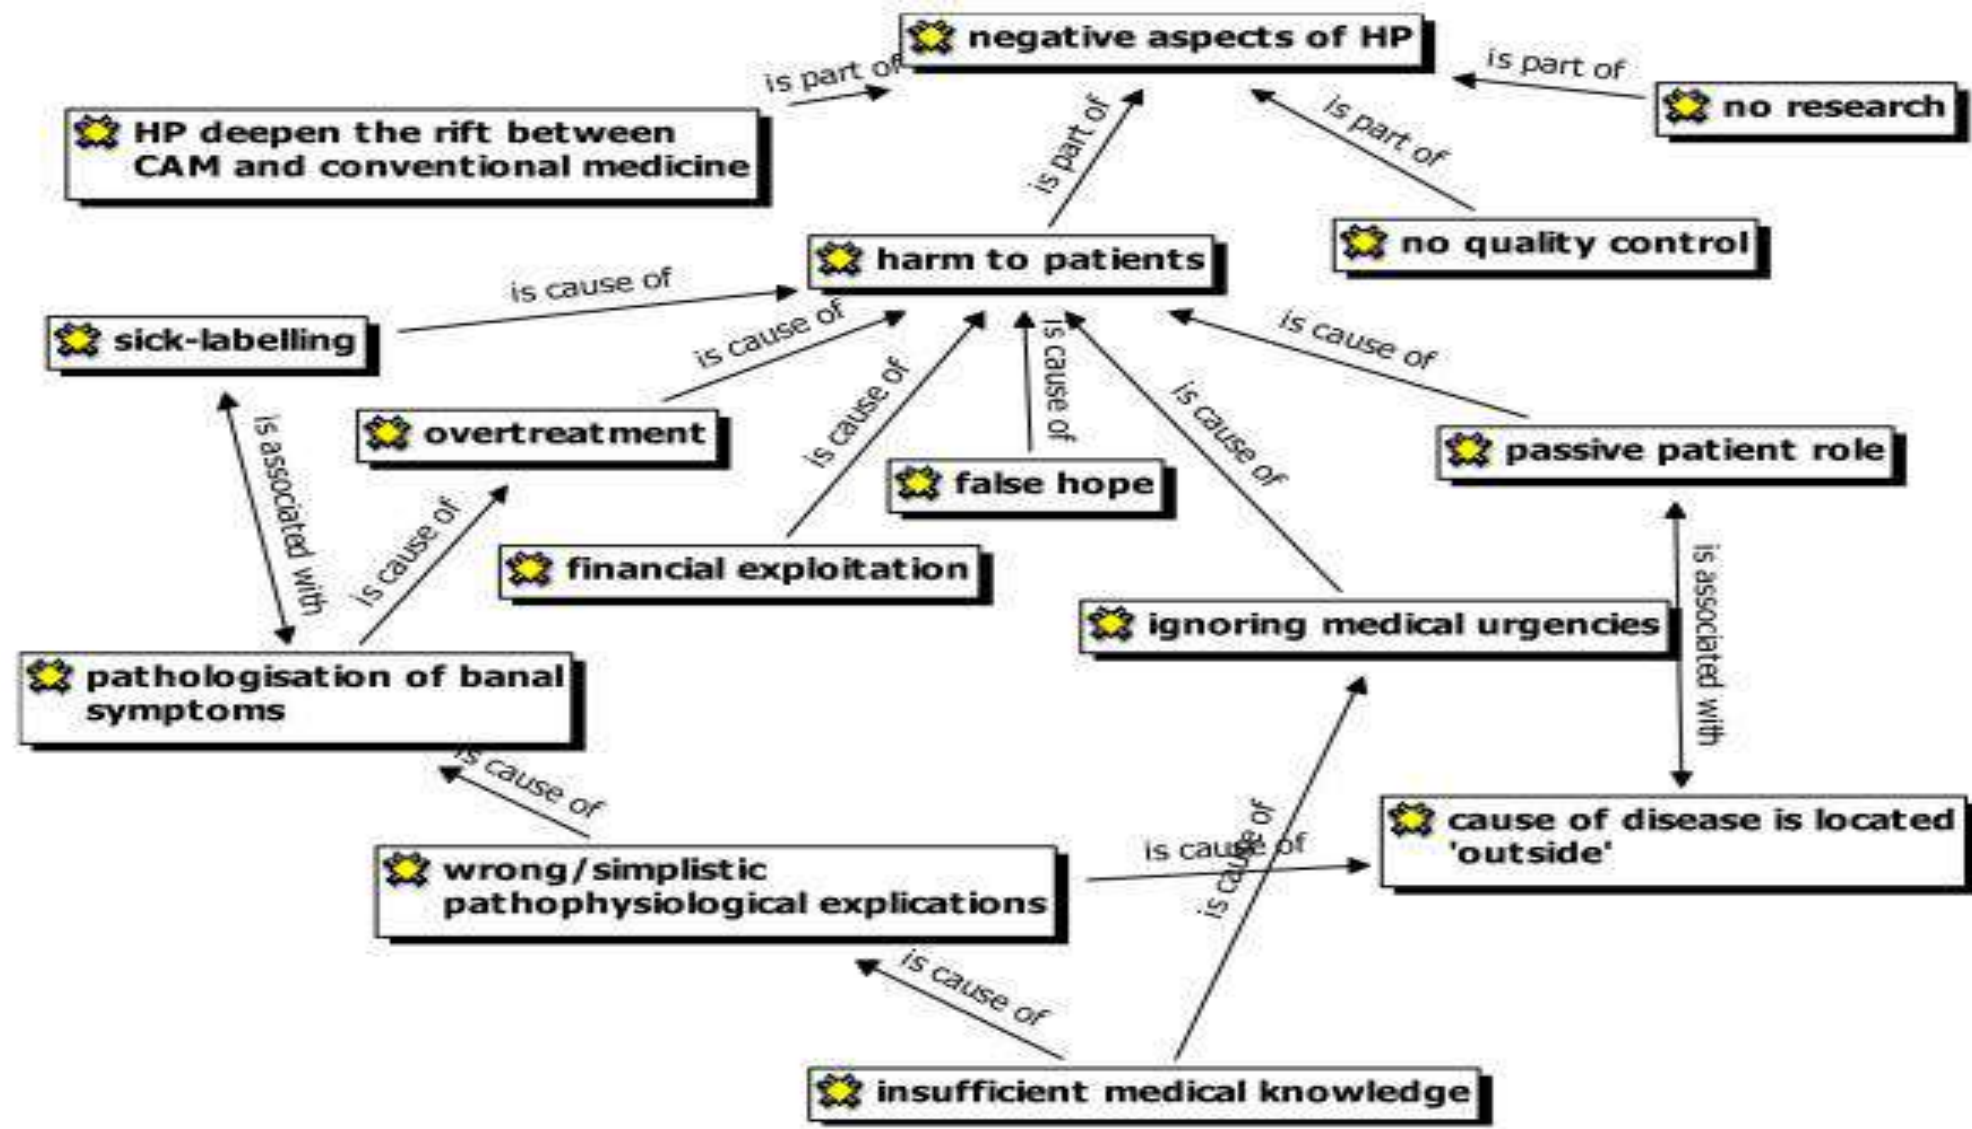 negative aspects of HP
is part of
is part of
no research
HP deepen the rift between
CAM and conventional medicine
is part of
is part of
no quality control
harm to patients
is cause of
sick-labelling
is cause of
is cause of
is cause of
is cause of
is cause of
passive patient role
overtreatment
is associated with
false hope
is cause of
financial exploitation
ignoring medical urgencies
is associated with
pathologisation of banal
symptoms
is cause of
cause of disease is located
'outside'
is cause of
is cause of
wrong/simplistic
pathophysiological explications
is cause of
insufficient medical knowledge